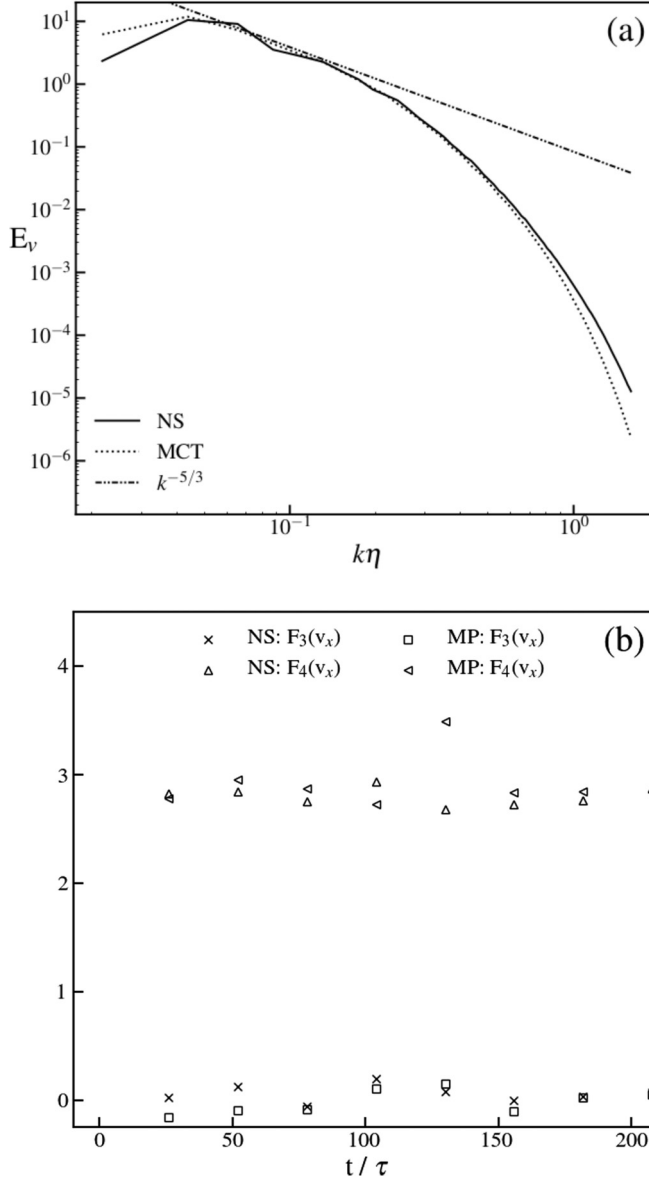 (a)
10¹
10⁰
10⁻¹
10⁻²
Eᵥ
10⁻³
10⁻⁴
10⁻⁵
10⁻⁶
NS
MCT
k⁻⁵/³
10⁻¹ 10⁰
kη
(b)
NS: F₃(vₓ) MP: F₃(vₓ)
NS: F₄(vₓ) MP: F₄(vₓ)
4
3
2
1
0
0 50 100 150 200
t / τ